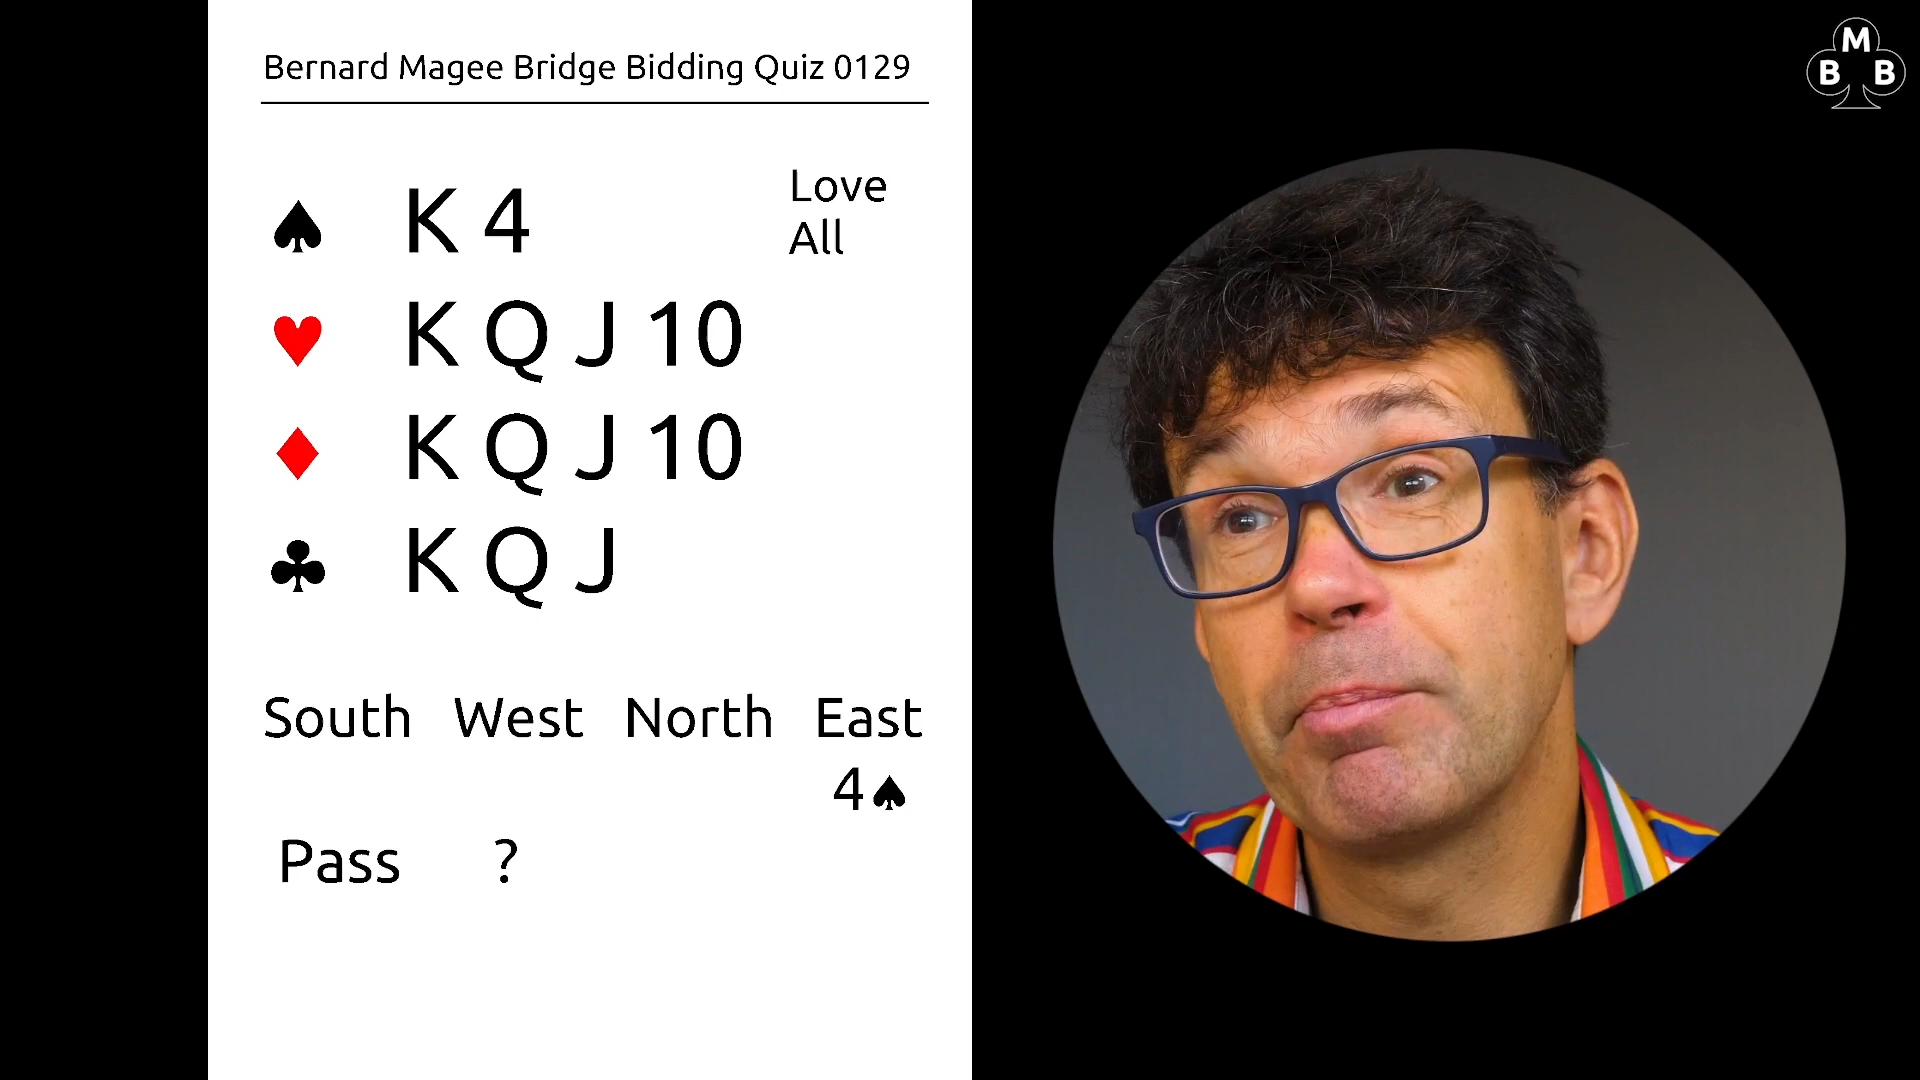 Bernard Magee Bridge Bidding Quiz 0129
Love
All
♠ K 4
♥ K Q J 10
♦ K Q J 10
♣ K Q J
South West North East
4♠
Pass ?
M
B B